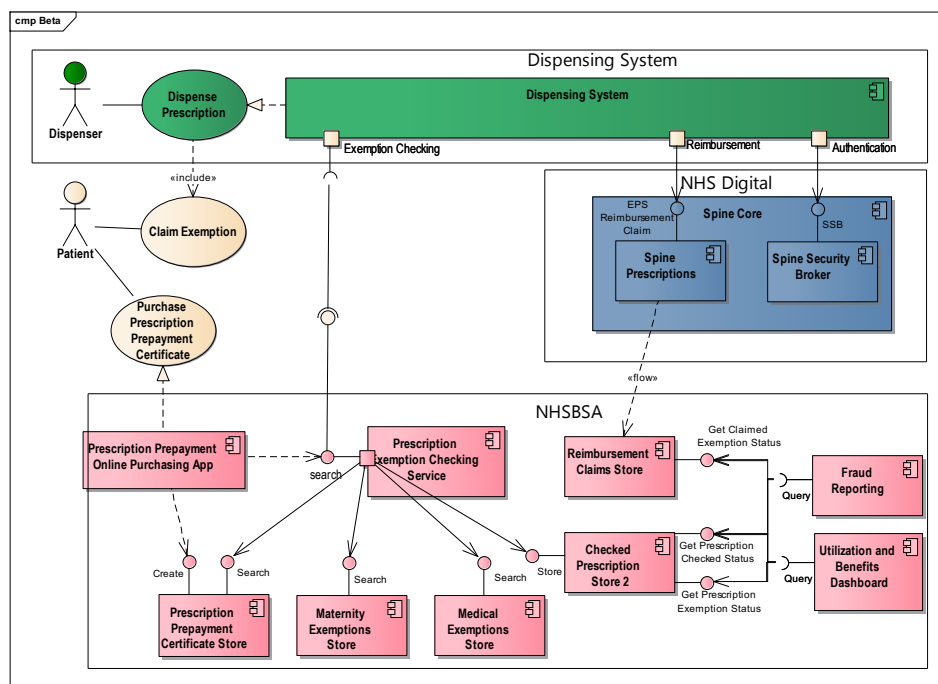 cmp Beta
Dispensing System
Dispensing System
Dispense
Prescription
Dispenser
Exemption Checking
Reimbursement
Authentication
«include»
NHS Digital
EPS
Reimbursement
Claim
Spine Core
SSB
Claim Exemption
Patient
Spine
Prescriptions
Spine Security
Broker
Purchase
Prescription
Prepayment
Certificate
«flow»
NHSBSA
Get Claimed
Exemption Status
Prescription Prepayment
Online Purchasing App
search
Prescription
Exemption Checking
Service
Reimbursement
Claims Store
Fraud
Reporting
Query
Create
Search
Search
Search
Store
Checked
Prescription
Store 2
Get Prescription
Checked Status
Get Prescription
Exemption Status
Query
Utilization and
Benefits
Dashboard
Prescription
Prepayment
Certificate Store
Maternity
Exemptions
Store
Medical
Exemptions
Store